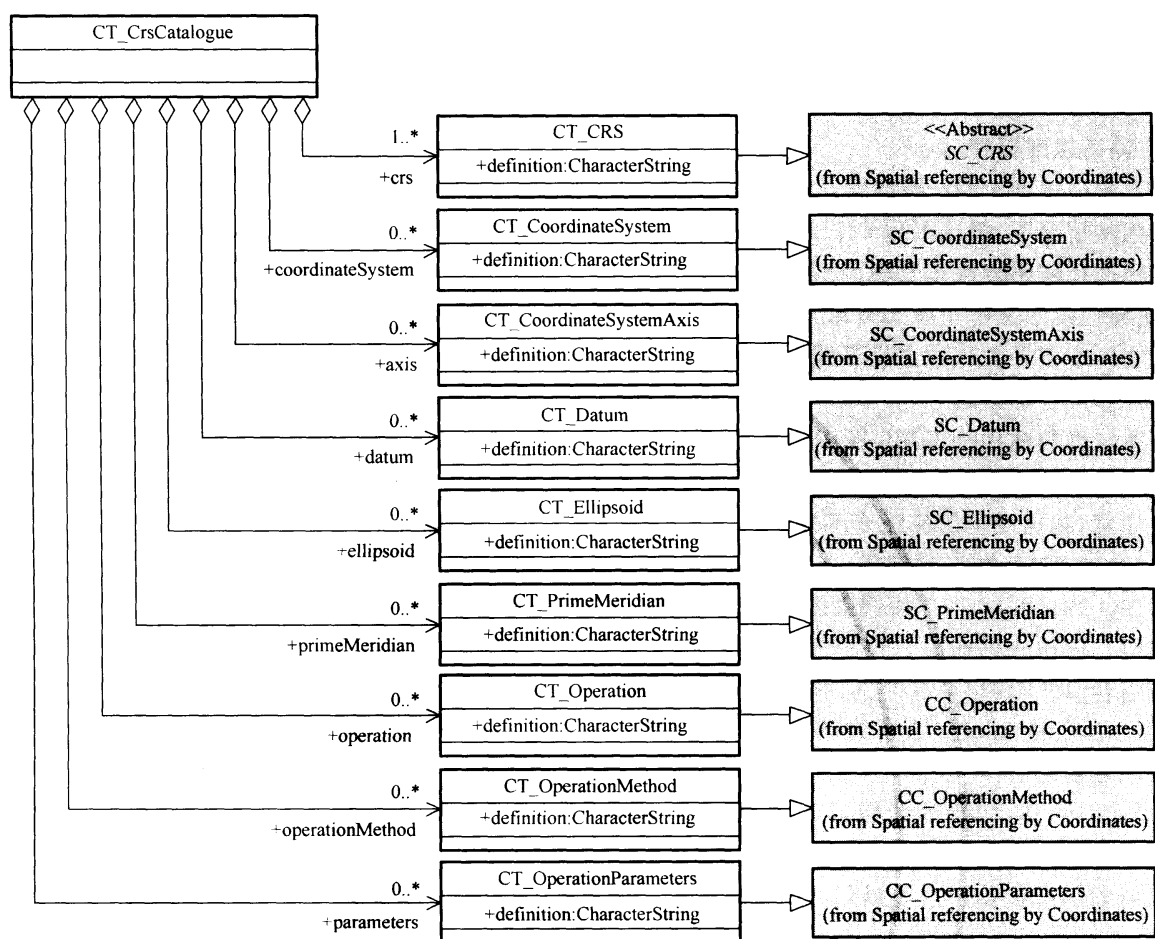 CT_CrsCatalogue
1..*
+crs
CT_CRS
+definition:CharacterString
<<Abstract>>
SC_CRS
(from Spatial referencing by Coordinates)
0..*
+coordinateSystem
CT_CoordinateSystem
+definition:CharacterString
SC_CoordinateSystem
(from Spatial referencing by Coordinates)
0..*
+axis
CT_CoordinateSystemAxis
+definition:CharacterString
SC_CoordinateSystemAxis
(from Spatial referencing by Coordinates)
0..*
+datum
CT_Datum
+definition:CharacterString
SC_Datum
(from Spatial referencing by Coordinates)
0..*
+ellipsoid
CT_Ellipsoid
+definition:CharacterString
SC_Ellipsoid
(from Spatial referencing by Coordinates)
0..*
+primeMeridian
CT_PrimeMeridian
+definition:CharacterString
SC_PrimeMeridian
(from Spatial referencing by Coordinates)
0..*
+operation
CT_Operation
+definition:CharacterString
CC_Operation
(from Spatial referencing by Coordinates)
0..*
+operationMethod
CT_OperationMethod
+definition:CharacterString
CC_OperationMethod
(from Spatial referencing by Coordinates)
0..*
+parameters
CT_OperationParameters
+definition:CharacterString
CC_OperationParameters
(from Spatial referencing by Coordinates)